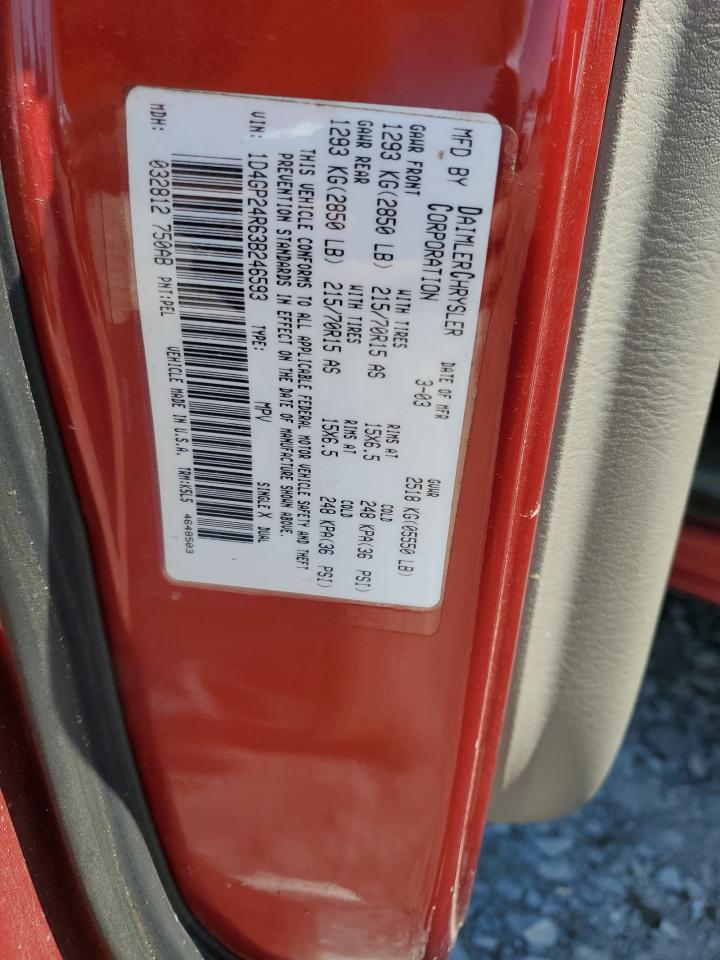 MFD BY DAIMLERCHRYSLER CORPORATION
DATE OF MFR 3-03
GVWR 2518 KG(05550 LB)
GAWR FRONT WITH TIRES RIMS AT COLD
1293 KG(2850 LB) 215/70R15 AS 15X6.5 248 KPA(36 PSI)
GAWR REAR WITH TIRES RIMS AT COLD
1293 KG(2850 LB) 215/70R15 AS 15X6.5 248 KPA(36 PSI)
THIS VEHICLE CONFORMS TO ALL APPLICABLE FEDERAL MOTOR VEHICLE SAFETY AND THEFT
PREVENTION STANDARDS IN EFFECT ON THE DATE OF MANUFACTURE SHOWN ABOVE.
VIN: 1D4GP24R63B246593 TYPE: MPV SINGLE X DUAL
MDH: 032812 750AB PNT:PEL VEHICLE MADE IN U.S.A. TRM:K5L5 4648503